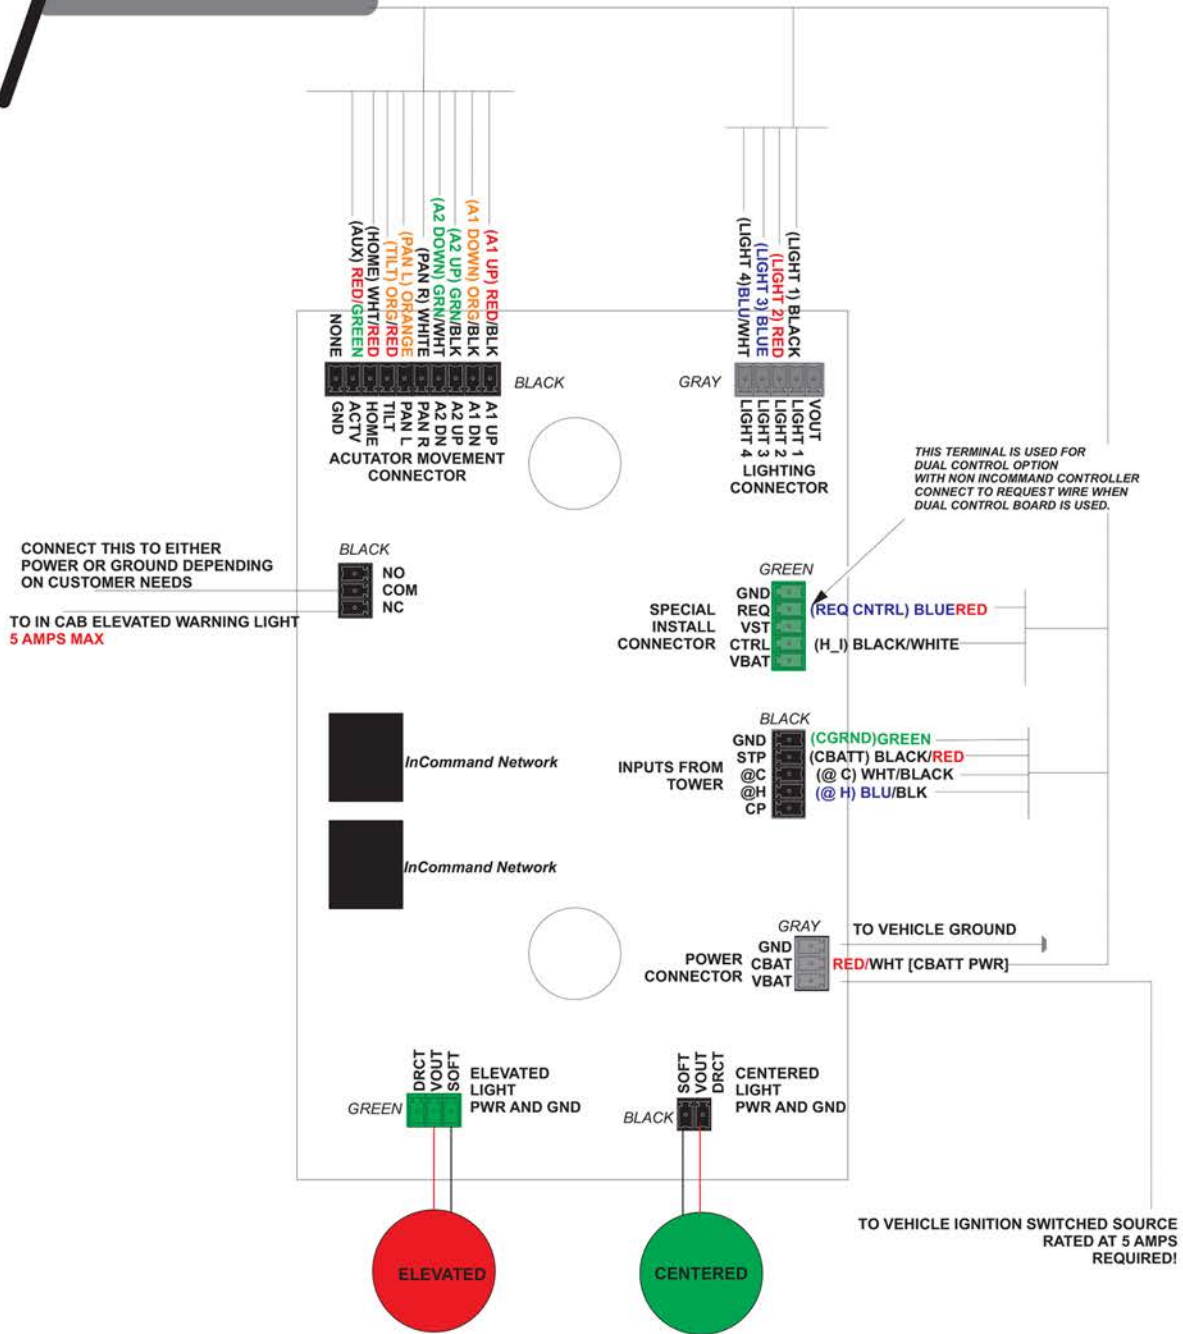 (AUX) RED/GREEN
(HOME) WHT/RED
(TILT) ORG/RED
(PAN L) ORANGE
(PAN R) WHITE
(A2 DOWN) GRN/WHT
(A2 UP) GRN/BLK
(A1 DOWN) ORG/BLK
(A1 UP) RED/BLK
NONE
BLACK
GND
ACTV
HOME
TILT
PAN L
PAN R
A2 DN
A2 UP
A1 DN
A1 UP
ACUTATOR MOVEMENT
CONNECTOR
(LIGHT 4)BLU/WHT
(LIGHT 3) BLUE
(LIGHT 2) RED
(LIGHT 1) BLACK
GRAY
LIGHT 4
LIGHT 3
LIGHT 2
LIGHT 1
VOUT
LIGHTING
CONNECTOR
THIS TERMINAL IS USED FOR
DUAL CONTROL OPTION
WITH NON INCOMMAND CONTROLLER
CONNECT TO REQUEST WIRE WHEN
DUAL CONTROL BOARD IS USED.
CONNECT THIS TO EITHER
POWER OR GROUND DEPENDING
ON CUSTOMER NEEDS
TO IN CAB ELEVATED WARNING LIGHT
5 AMPS MAX
BLACK
NO
COM
NC
GREEN
SPECIAL
INSTALL
CONNECTOR
GND
REQ
VST
CTRL
VBAT
(REQ CNTRL) BLUERED
(H_I) BLACK/WHITE
BLACK
INPUTS FROM
TOWER
GND
STP
@C
@H
CP
(CGRND)GREEN
(CBATT) BLACK/RED
(@ C) WHT/BLACK
(@ H) BLU/BLK
InCommand Network
InCommand Network
GRAY
POWER
CONNECTOR
GND
CBAT
VBAT
TO VEHICLE GROUND
RED/WHT [CBATT PWR]
DRCT
VOUT
SOFT
ELEVATED
LIGHT
PWR AND GND
GREEN
SOFT
VOUT
DRCT
CENTERED
LIGHT
PWR AND GND
BLACK
TO VEHICLE IGNITION SWITCHED SOURCE
RATED AT 5 AMPS
REQUIRED!
ELEVATED
CENTERED